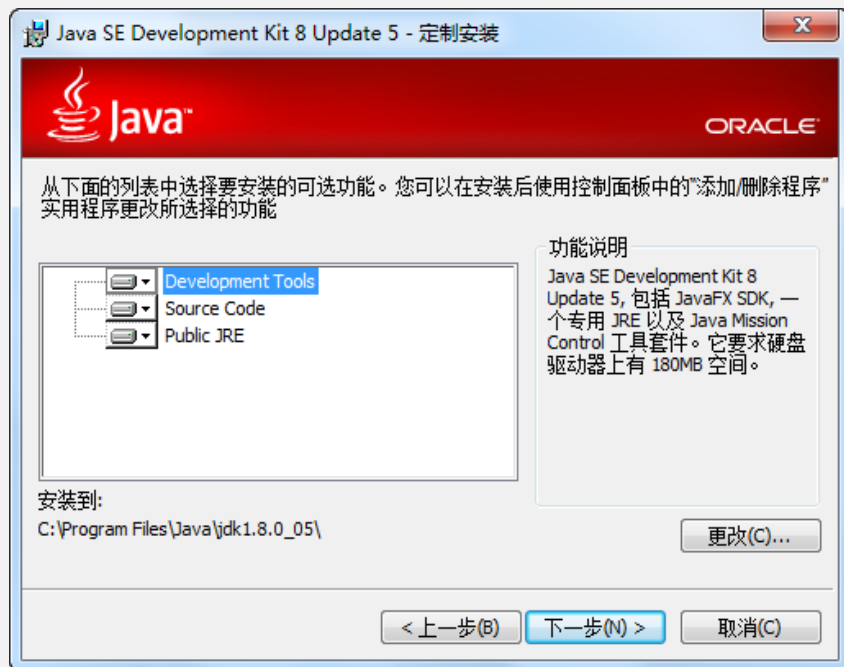 Java SE Development Kit 8 Update 5 - 定制安装
Java™
ORACLE
从下面的列表中选择要安装的可选功能。您可以在安装后使用控制面板中的"添加/删除程序"
实用程序更改所选择的功能
Development Tools
Source Code
Public JRE
功能说明
Java SE Development Kit 8
Update 5, 包括 JavaFX SDK, 一
个专用 JRE 以及 Java Mission
Control 工具套件。它要求硬盘
驱动器上有 180MB 空间。
安装到:
C:\Program Files\Java\jdk1.8.0_05\
更改(C)...
< 上一步(B)
下一步(N) >
取消(C)